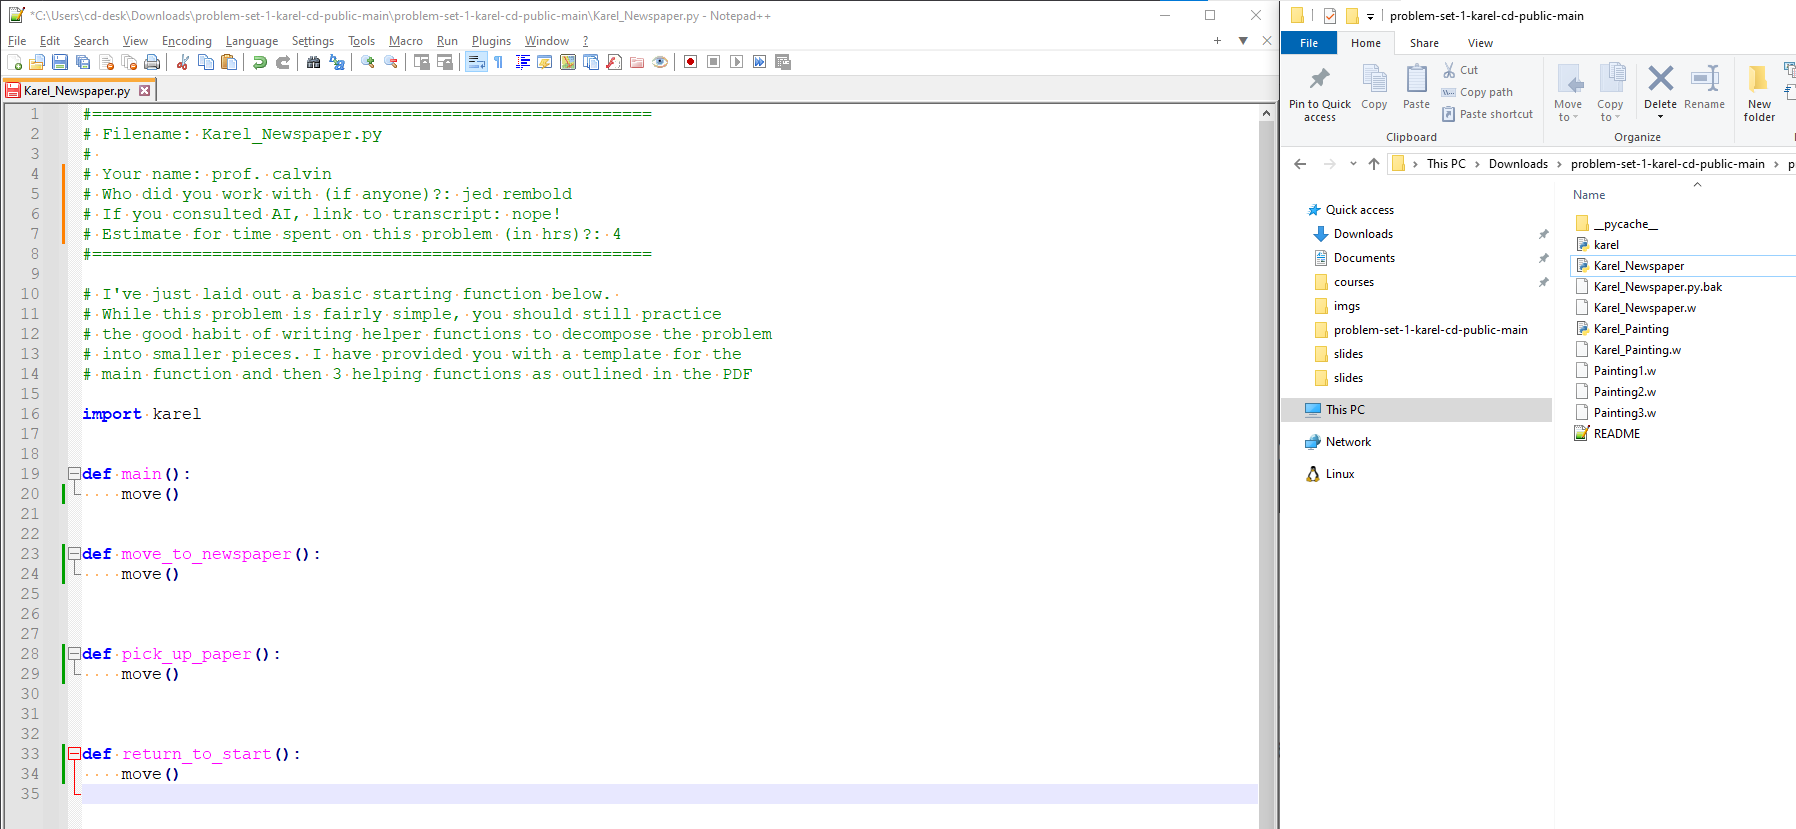 *C:\Users\cd-desk\Downloads\problem-set-1-karel-cd-public-main\problem-set-1-karel-cd-public-main\Karel_Newspaper.py - Notepad++
File Edit Search View Encoding Language Settings Tools Macro Run Plugins Window ?
Karel_Newspaper.py
1 #========================================================
2 # Filename: Karel_Newspaper.py
3 #
4 # Your name: prof. calvin
5 # Who did you work with (if anyone)?: jed rembold
6 # If you consulted AI, link to transcript: nope!
7 # Estimate for time spent on this problem (in hrs)?: 4
8 #========================================================
9
10 # I've just laid out a basic starting function below.
11 # While this problem is fairly simple, you should still practice
12 # the good habit of writing helper functions to decompose the problem
13 # into smaller pieces. I have provided you with a template for the
14 # main function and then 3 helping functions as outlined in the PDF
15
16 import karel
17
18
19 def main():
20     move()
21
22
23 def move_to_newspaper():
24     move()
25
26
27
28 def pick_up_paper():
29     move()
30
31
32
33 def return_to_start():
34     move()
35
problem-set-1-karel-cd-public-main
File Home Share View
Pin to Quick access
Copy
Paste
Cut
Copy path
Paste shortcut
Clipboard
Move to
Copy to
Delete
Rename
Organize
New folder
This PC > Downloads > problem-set-1-karel-cd-public-main >
Quick access
Downloads
Documents
courses
imgs
problem-set-1-karel-cd-public-main
slides
slides
This PC
Network
Linux
Name
__pycache__
karel
Karel_Newspaper
Karel_Newspaper.py.bak
Karel_Newspaper.w
Karel_Painting
Karel_Painting.w
Painting1.w
Painting2.w
Painting3.w
README